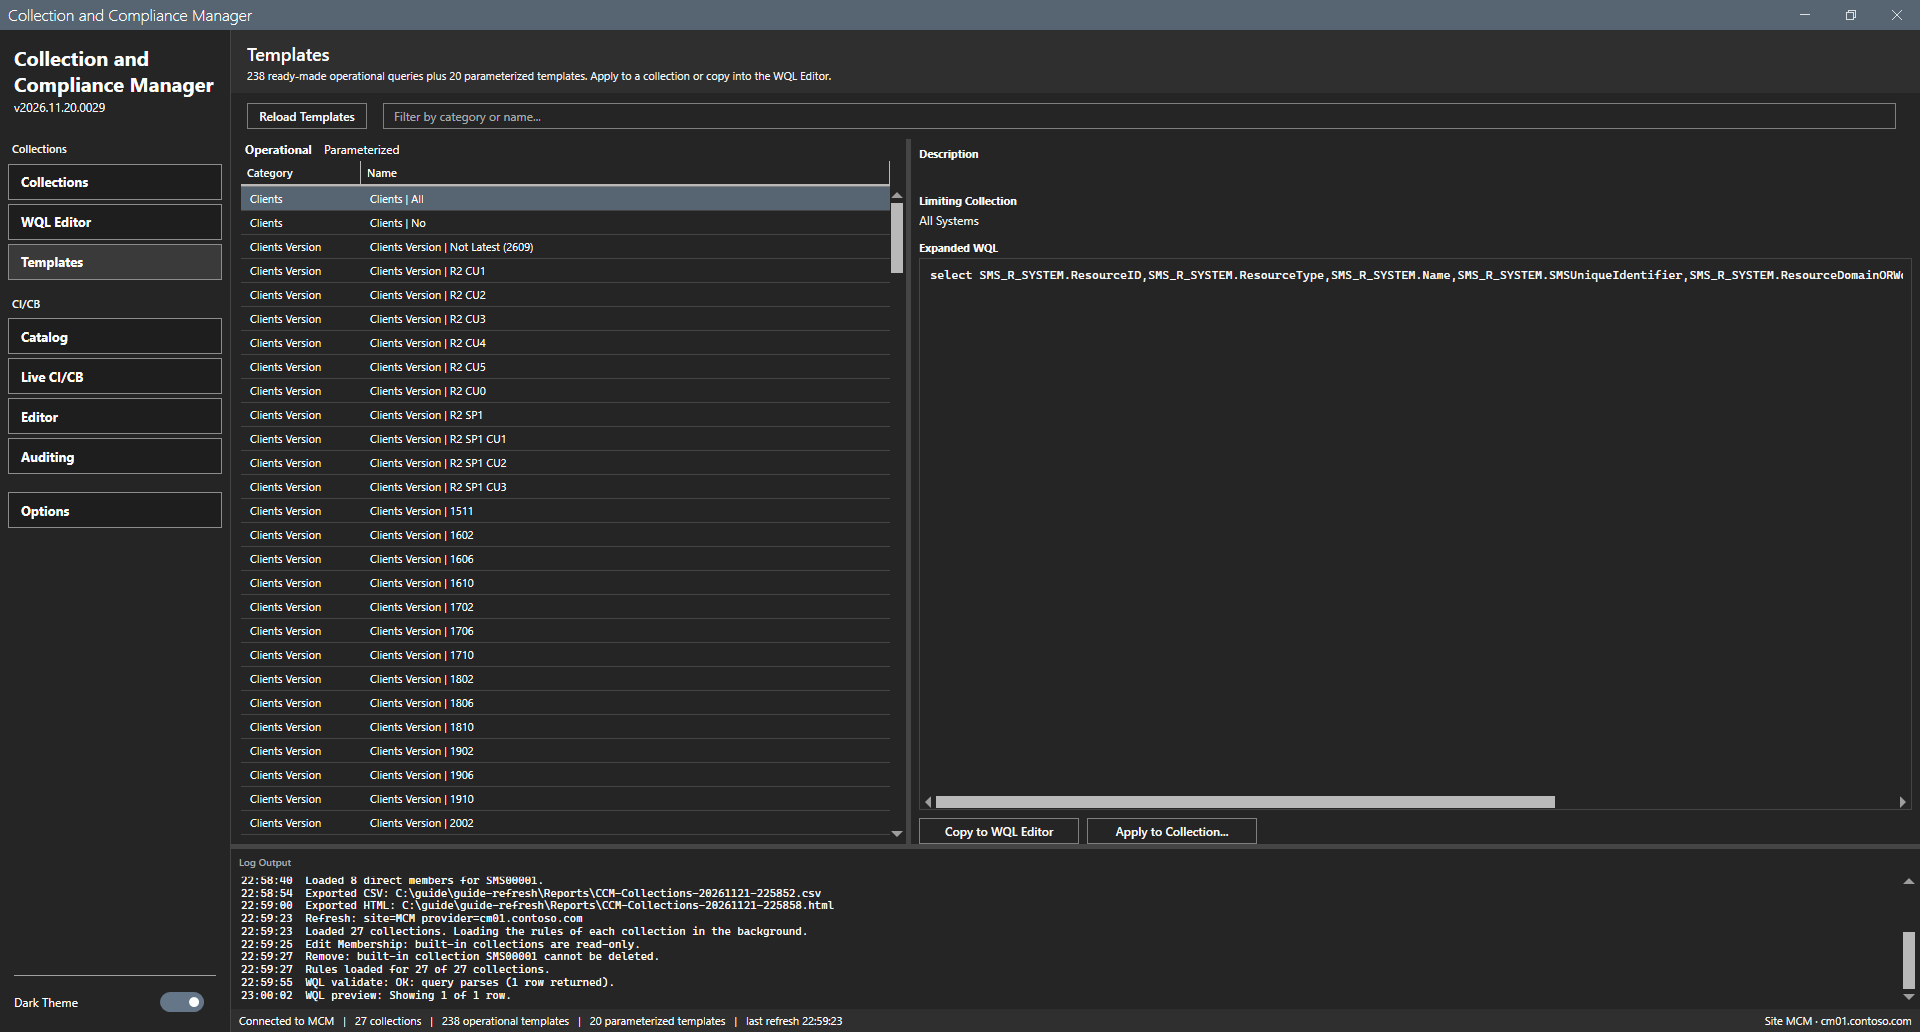 Collection and Compliance Manager
Collection and
Compliance Manager
v2026.11.20.0029
Collections
Collections
WQL Editor
Templates
CI/CB
Catalog
Live CI/CB
Editor
Auditing
Options
Dark Theme
Templates
238 ready-made operational queries plus 20 parameterized templates. Apply to a collection or copy into the WQL Editor.
Reload Templates
Filter by category or name...
Operational Parameterized
Category Name
Clients Clients | All
Clients Clients | No
Clients Version Clients Version | Not Latest (2609)
Clients Version Clients Version | R2 CU1
Clients Version Clients Version | R2 CU2
Clients Version Clients Version | R2 CU3
Clients Version Clients Version | R2 CU4
Clients Version Clients Version | R2 CU5
Clients Version Clients Version | R2 CU0
Clients Version Clients Version | R2 SP1
Clients Version Clients Version | R2 SP1 CU1
Clients Version Clients Version | R2 SP1 CU2
Clients Version Clients Version | R2 SP1 CU3
Clients Version Clients Version | 1511
Clients Version Clients Version | 1602
Clients Version Clients Version | 1606
Clients Version Clients Version | 1610
Clients Version Clients Version | 1702
Clients Version Clients Version | 1706
Clients Version Clients Version | 1710
Clients Version Clients Version | 1802
Clients Version Clients Version | 1806
Clients Version Clients Version | 1810
Clients Version Clients Version | 1902
Clients Version Clients Version | 1906
Clients Version Clients Version | 1910
Clients Version Clients Version | 2002
Description
Limiting Collection
All Systems
Expanded WQL
select SMS_R_SYSTEM.ResourceID,SMS_R_SYSTEM.ResourceType,SMS_R_SYSTEM.Name,SMS_R_SYSTEM.SMSUniqueIdentifier,SMS_R_SYSTEM.ResourceDomainORW
Copy to WQL Editor
Apply to Collection...
Log Output
22:58:40 Loaded 8 direct members for SMS00001.
22:58:54 Exported CSV: C:\guide\guide-refresh\Reports\CCM-Collections-20261121-225852.csv
22:59:00 Exported HTML: C:\guide\guide-refresh\Reports\CCM-Collections-20261121-225858.html
22:59:23 Refresh: site=MCM provider=cm01.contoso.com
22:59:23 Loaded 27 collections. Loading the rules of each collection in the background.
22:59:25 Edit Membership: built-in collections are read-only.
22:59:27 Remove: built-in collection SMS00001 cannot be deleted.
22:59:27 Rules loaded for 27 of 27 collections.
22:59:55 WQL validate: OK: query parses (1 row returned).
23:00:02 WQL preview: Showing 1 of 1 row.
Connected to MCM | 27 collections | 238 operational templates | 20 parameterized templates | last refresh 22:59:23
Site MCM · cm01.contoso.com